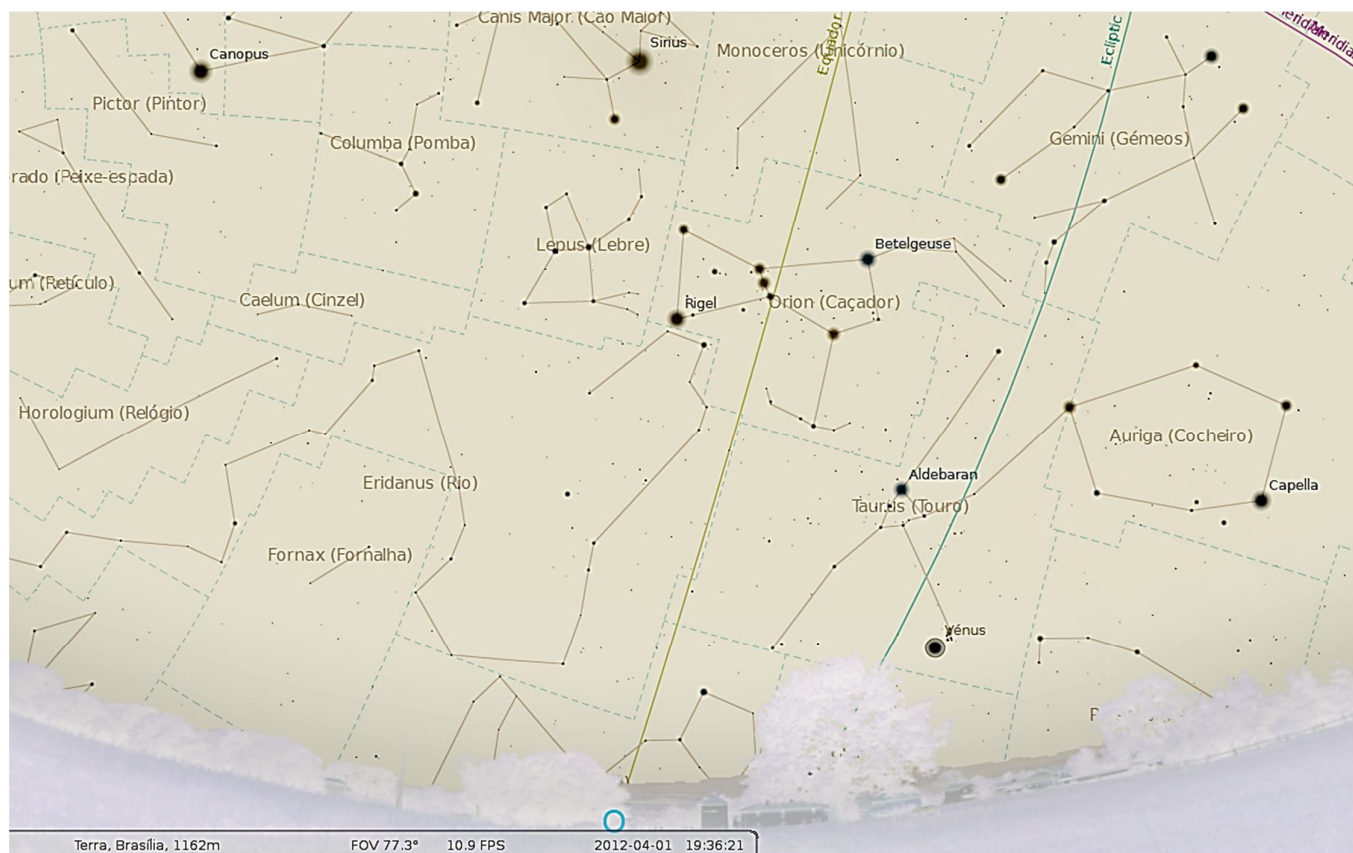 Canis Major (Cão Maior)
Sirius
Canopus
Monoceros (Unicórnio)
Equador
Ecliptic
Pictor (Pintor)
Columba (Pomba)
Gemini (Gémeos)
rado (Peixe-espada)
Lepus (Lebre)
Betelgeuse
um (Retículo)
Caelum (Cinzel)
Rigel
Orion (Caçador)
Horologium (Relógio)
Auriga (Cocheiro)
Aldebaran
Eridanus (Rio)
Capella
Taurus (Touro)
Fornax (Fornalha)
Vénus
Terra, Brasília, 1162m FOV 77.3° 10.9 FPS 2012-04-01 19:36:21